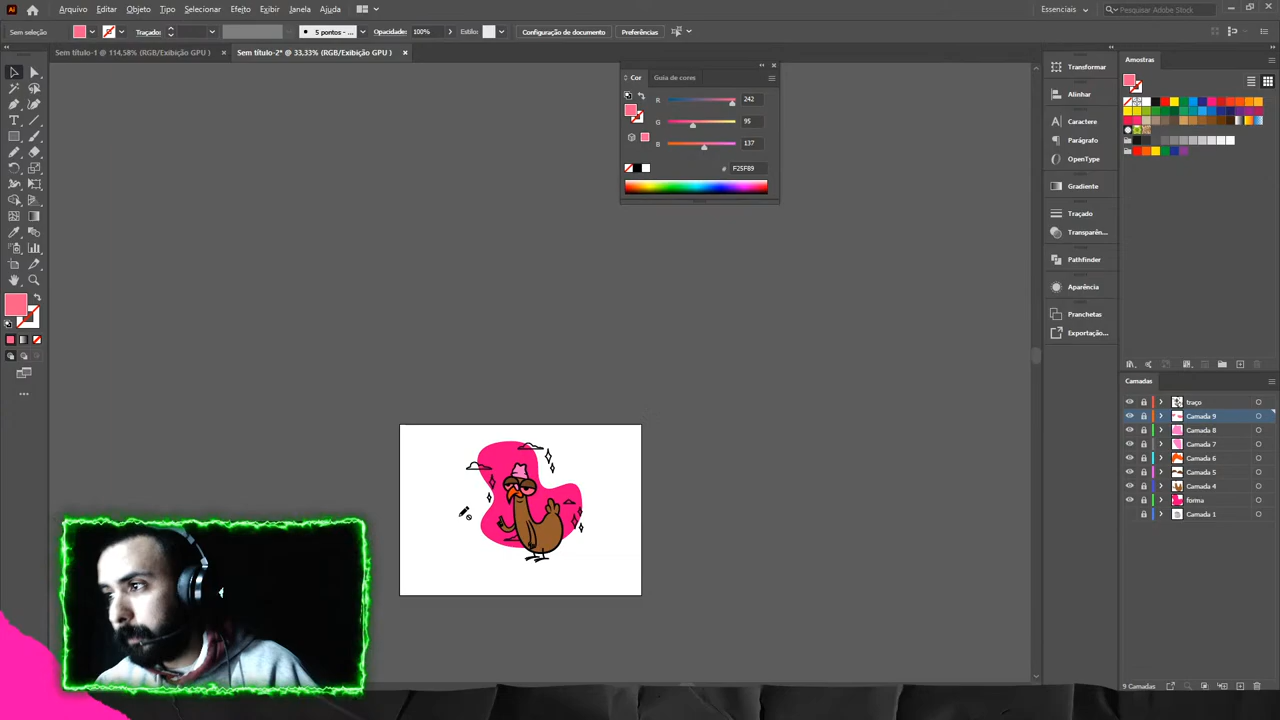 Ai
Arquivo Editar Objeto Tipo Selecionar Efeito Exibir Janela Ajuda
Essenciais
Pesquisar Adobe Stock
Sem seleção
Traçado:
5 pontos - ...
Opacidade: 100%
Estilo:
Configuração de documento
Preferências
Sem título-1 @ 114,58% (RGB/Exibição GPU )
×
Sem título-2* @ 33,33% (RGB/Exibição GPU )
×
Cor
Guia de cores
R 242
G 95
B 137
# F25F89
Transformar
Alinhar
Caractere
Parágrafo
OpenType
Gradiente
Traçado
Transparên...
Pathfinder
Aparência
Pranchetas
Exportação...
Amostras
Camadas
traço
Camada 9
Camada 8
Camada 7
Camada 6
Camada 5
Camada 4
forma
Camada 1
9 Camadas